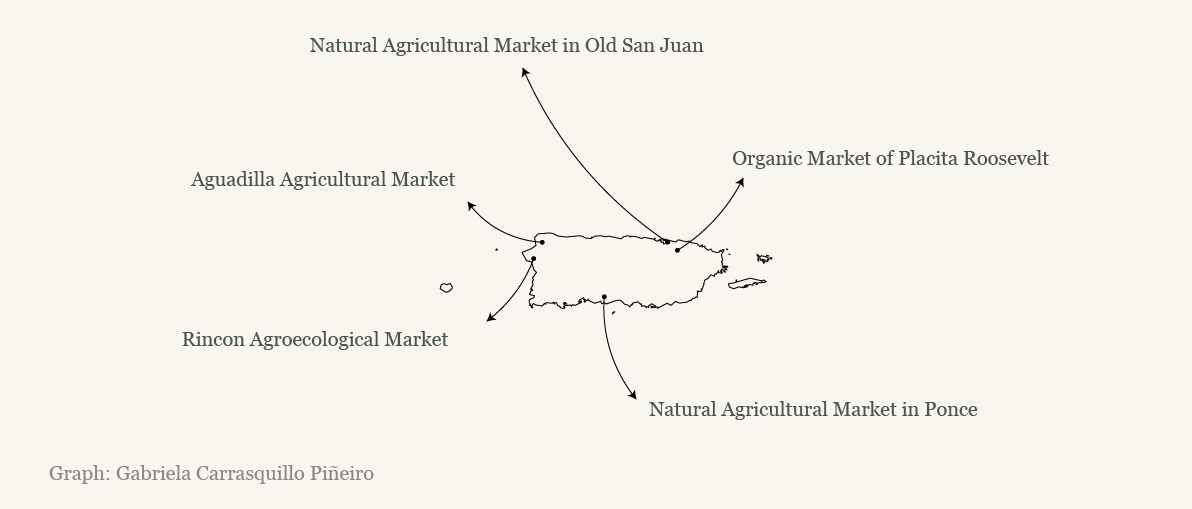 Natural Agricultural Market in Old San Juan
Organic Market of Placita Roosevelt
Aguadilla Agricultural Market
Rincon Agroecological Market
Natural Agricultural Market in Ponce
Graph: Gabriela Carrasquillo Piñeiro